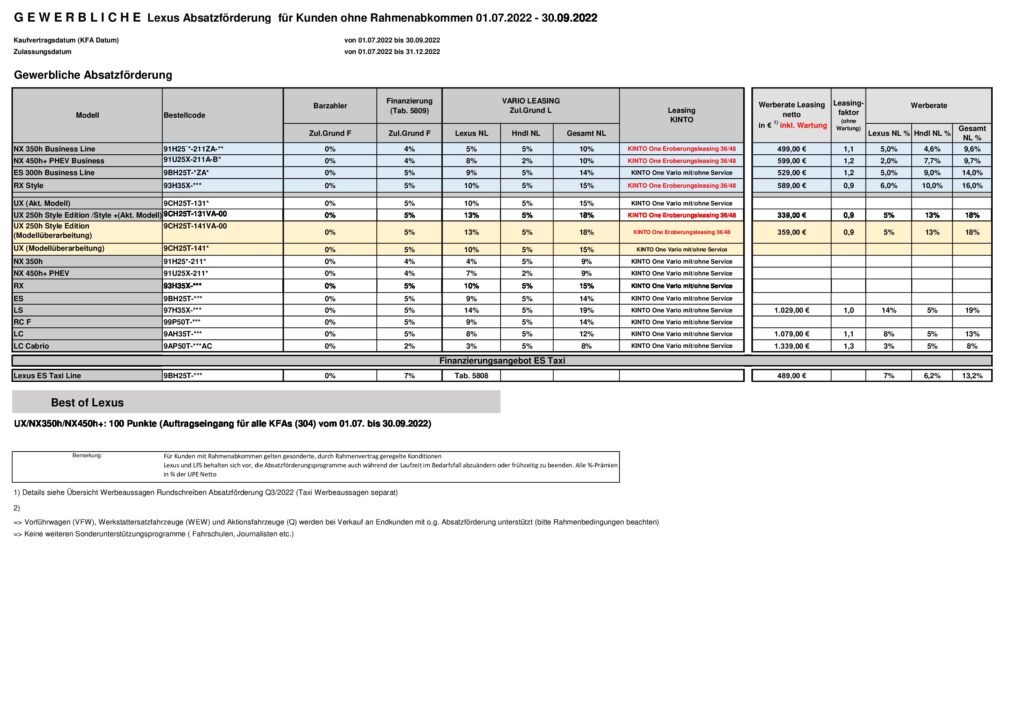 G E W E R B L I C H E Lexus Absatzförderung für Kunden ohne Rahmenabkommen 01.07.2022 - 30.09.2022
Kaufvertragsdatum (KFA Datum) von 01.07.2022 bis 30.09.2022
Zulassungsdatum von 01.07.2022 bis 31.12.2022
Gewerbliche Absatzförderung
Modell Bestellcode Barzahler Finanzierung (Tab. 5809) VARIO LEASING Zul.Grund L Leasing KINTO Werberate Leasing netto in € 1) inkl. Wartung Leasing-faktor (ohne Wartung) Werberate
Zul.Grund F Zul.Grund F Lexus NL Hndl NL Gesamt NL Lexus NL % Hndl NL % Gesamt NL %
NX 350h Business Line 91H25´*-211ZA-** 0% 4% 5% 5% 10% KINTO One Eroberungsleasing 36/48 499,00 € 1,1 5,0% 4,6% 9,6%
NX 450h+ PHEV Business 91U25X-211A-B* 0% 4% 8% 2% 10% KINTO One Eroberungsleasing 36/48 599,00 € 1,2 2,0% 7,7% 9,7%
ES 300h Business Line 9BH25T-*ZA* 0% 5% 9% 5% 14% KINTO One Vario mit/ohne Service 529,00 € 1,2 5,0% 9,0% 14,0%
RX Style 93H35X-*** 0% 5% 10% 5% 15% KINTO One Eroberungsleasing 36/48 589,00 € 0,9 6,0% 10,0% 16,0%
UX (Akt. Modell) 9CH25T-131* 0% 5% 10% 5% 15% KINTO One Vario mit/ohne Service
UX 250h Style Edition /Style +(Akt. Modell) 9CH25T-131VA-00 0% 5% 13% 5% 18% KINTO One Eroberungsleasing 36/48 339,00 € 0,9 5% 13% 18%
UX 250h Style Edition (Modellüberarbeitung) 9CH25T-141VA-00 0% 5% 13% 5% 18% KINTO One Eroberungsleasing 36/48 359,00 € 0,9 5% 13% 18%
UX (Modellüberarbeitung) 9CH25T-141* 0% 5% 10% 5% 15% KINTO One Vario mit/ohne Service
NX 350h 91H25*-211* 0% 4% 4% 5% 9% KINTO One Vario mit/ohne Service
NX 450h+ PHEV 91U25X-211* 0% 4% 7% 2% 9% KINTO One Vario mit/ohne Service
RX 93H35X-*** 0% 5% 10% 5% 15% KINTO One Vario mit/ohne Service
ES 9BH25T-*** 0% 5% 9% 5% 14% KINTO One Vario mit/ohne Service
LS 97H35X-*** 0% 5% 14% 5% 19% KINTO One Vario mit/ohne Service 1.029,00 € 1,0 14% 5% 19%
RC F 99P50T-*** 0% 5% 9% 5% 14% KINTO One Vario mit/ohne Service
LC 9AH35T-*** 0% 5% 8% 5% 12% KINTO One Vario mit/ohne Service 1.079,00 € 1,1 8% 5% 13%
LC Cabrio 9AP50T-***AC 0% 2% 3% 5% 8% KINTO One Vario mit/ohne Service 1.339,00 € 1,3 3% 5% 8%
Finanzierungsangebot ES Taxi
Lexus ES Taxi Line 9BH25T-*** 0% 7% Tab. 5808 489,00 € 7% 6,2% 13,2%
Best of Lexus
UX/NX350h/NX450h+: 100 Punkte (Auftragseingang für alle KFAs (304) vom 01.07. bis 30.09.2022)
Bemerkung: Für Kunden mit Rahmenabkommen gelten gesonderte, durch Rahmenvertrag geregelte Konditionen
Lexus und LFS behalten sich vor, die Absatzförderungsprogramme auch während der Laufzeit im Bedarfsfall abzuändern oder frühzeitig zu beenden. Alle %-Prämien
in % der UPE Netto
1) Details siehe Übersicht Werbeaussagen Rundschreiben Absatzförderung Q3/2022 (Taxi Werbeaussagen separat)
2)
=> Vorführwagen (VFW), Werkstattersatzfahrzeuge (WEW) und Aktionsfahrzeuge (Q) werden bei Verkauf an Endkunden mit o.g. Absatzförderung unterstützt (bitte Rahmenbedingungen beachten)
=> Keine weiteren Sonderunterstützungsprogramme ( Fahrschulen, Journalisten etc.)